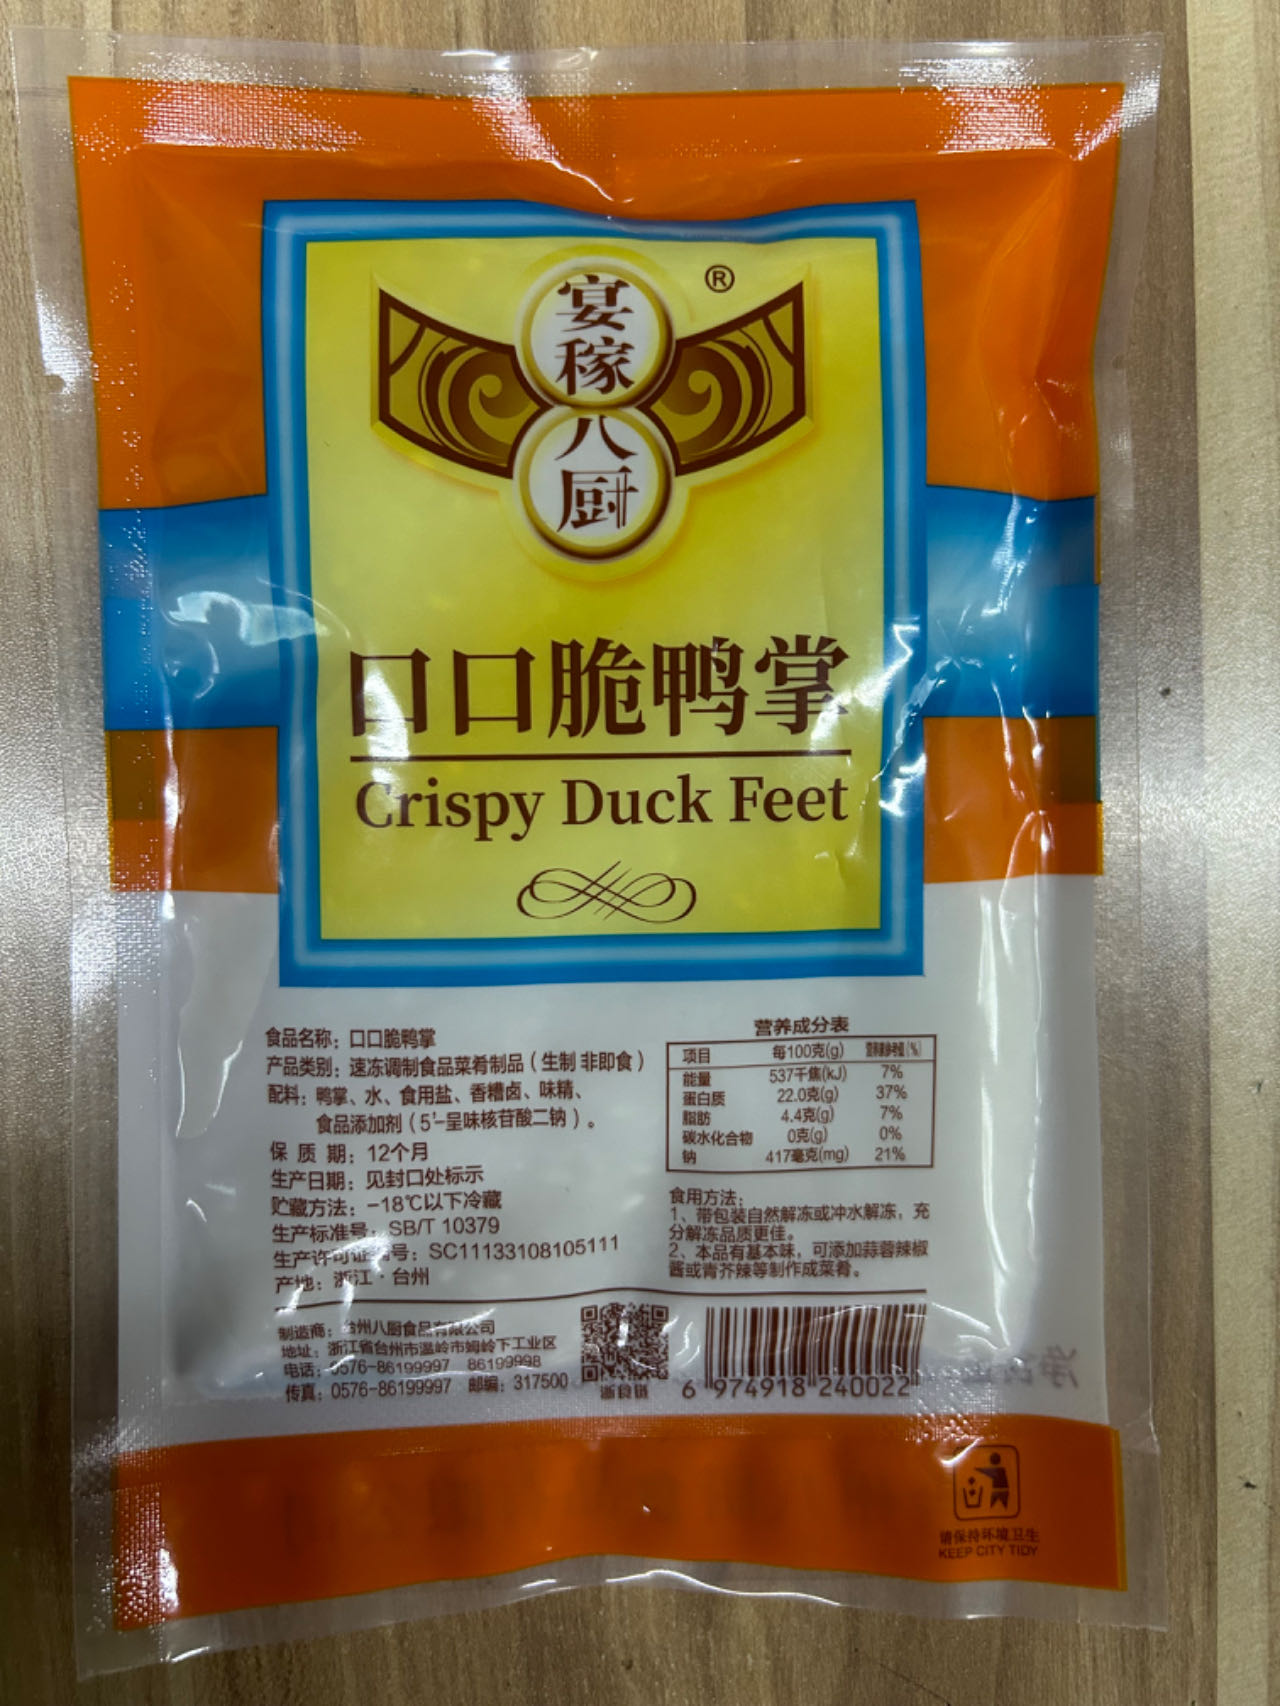 宴稼
八厨
®
口口脆鸭掌
Crispy Duck Feet
食品名称：口口脆鸭掌
产品类别：速冻调制食品菜肴制品（生制 非即食）
配料：鸭掌、水、食用盐、香糟卤、味精、
食品添加剂（5'-呈味核苷酸二钠）。
保 质 期：12个月
生产日期：见封口处标示
贮藏方法：-18℃以下冷藏
生产标准号：SB/T 10379
生产许可证编号：SC11133108105111
产地：浙江·台州
营养成分表
项目 每100克(g) 营养素参考值(%)
能量 537千焦(kJ) 7%
蛋白质 22.0克(g) 37%
脂肪 4.4克(g) 7%
碳水化合物 0克(g) 0%
钠 417毫克(mg) 21%
食用方法：
1、带包装自然解冻或冲水解冻，充
分解冻品质更佳。
2、本品有基本味，可添加蒜蓉辣椒
酱或青芥辣等制作成菜肴。
制造商：台州八厨食品有限公司
地址：浙江省台州市温岭市姆岭下工业区
电话：0576-86199997 86199998
传真：0576-86199997 邮编：317500
6 974918 240022
请保持环境卫生
KEEP CITY TIDY